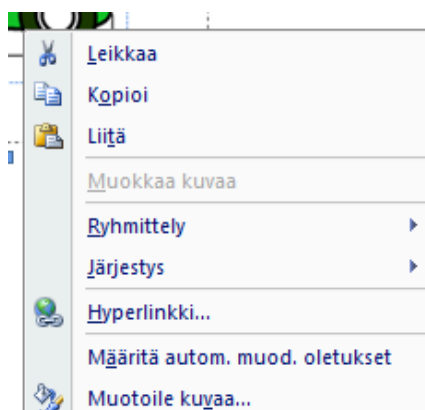 Leikkaa
Kopioi
Liitä
Muokkaa kuvaa
Ryhmittely
Järjestys
Hyperlinkki...
Määritä autom. muod. oletukset
Muotoile kuvaa...